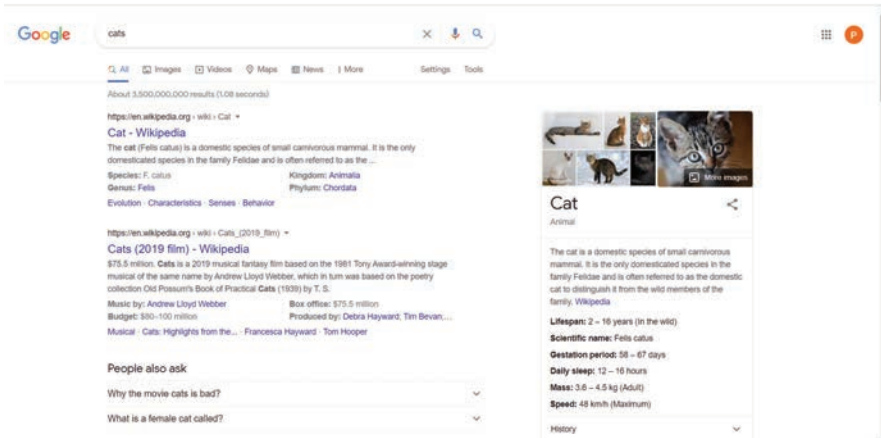 Google
cats
All Images Videos Maps News More Settings Tools
About 3,500,000,000 results (1.08 seconds)
https://en.wikipedia.org › wiki › Cat
Cat - Wikipedia
The cat (Felis catus) is a domestic species of small carnivorous mammal. It is the only
domesticated species in the family Felidae and is often referred to as the ...
Species: F. catus Kingdom: Animalia
Genus: Felis Phylum: Chordata
Evolution · Characteristics · Senses · Behavior
https://en.wikipedia.org › wiki › Cats_(2019_film)
Cats (2019 film) - Wikipedia
$75.5 million. Cats is a 2019 musical fantasy film based on the 1981 Tony Award-winning stage
musical of the same name by Andrew Lloyd Webber, which in turn was based on the poetry
collection Old Possum's Book of Practical Cats (1939) by T. S.
Music by: Andrew Lloyd Webber Box office: $75.5 million
Budget: $80–100 million Produced by: Debra Hayward; Tim Bevan;...
Musical · Cats: Highlights from the... · Francesca Hayward · Tom Hooper
People also ask
Why the movie cats is bad?
What is a female cat called?
P
More images
Cat
Animal
The cat is a domestic species of small carnivorous
mammal. It is the only domesticated species in the
family Felidae and is often referred to as the domestic
cat to distinguish it from the wild members of the
family. Wikipedia
Lifespan: 2 – 16 years (In the wild)
Scientific name: Felis catus
Gestation period: 58 – 67 days
Daily sleep: 12 – 16 hours
Mass: 3.6 – 4.5 kg (Adult)
Speed: 48 km/h (Maximum)
History